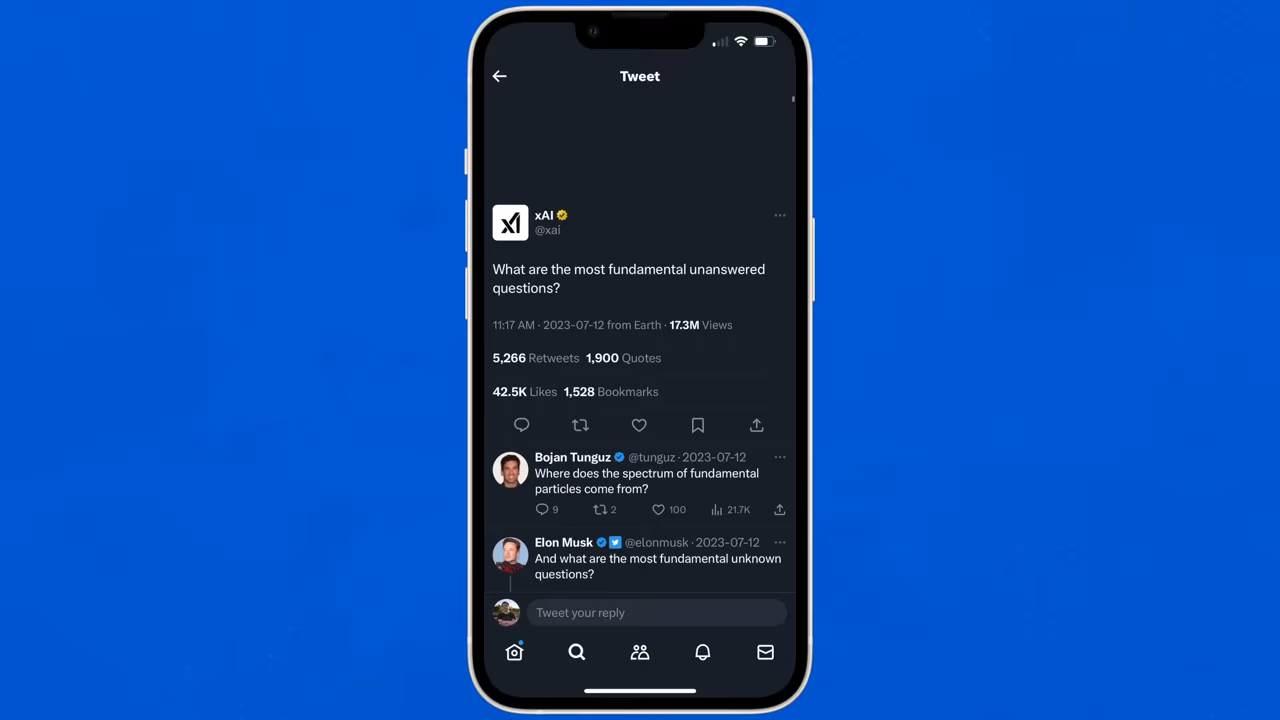 Tweet
xAI
@xai
What are the most fundamental unanswered
questions?
11:17 AM · 2023-07-12 from Earth · 17.3M Views
5,266 Retweets 1,900 Quotes
42.5K Likes 1,528 Bookmarks
Bojan Tunguz @tunguz · 2023-07-12
Where does the spectrum of fundamental
particles come from?
9 2 100 21.7K
Elon Musk @elonmusk · 2023-07-12
And what are the most fundamental unknown
questions?
Tweet your reply